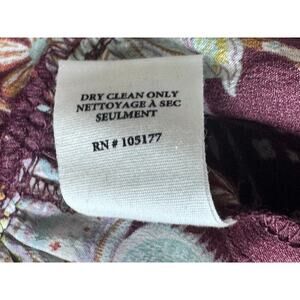 DRY CLEAN ONLY
NETTOYAGE À SEC
SEULMENT
RN # 105177